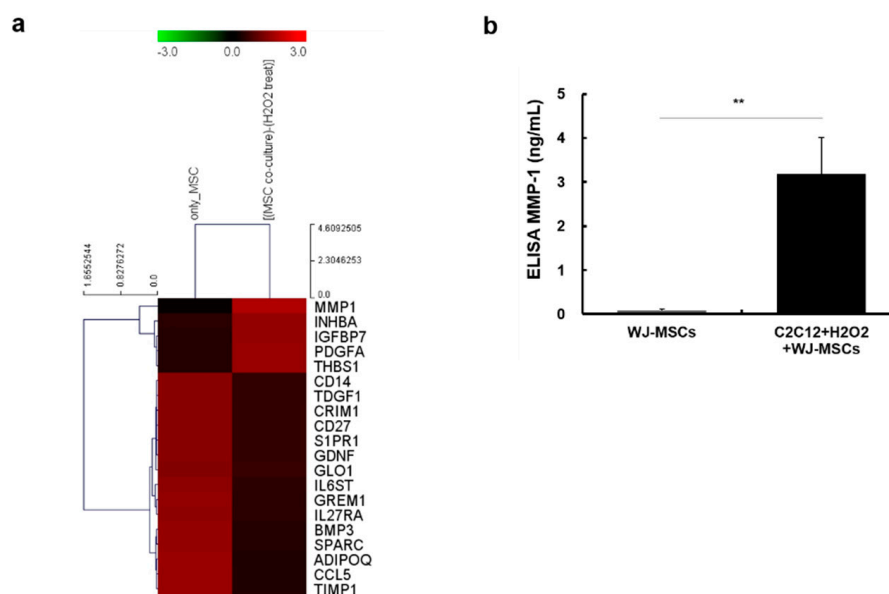 a
-3.0 0.0 3.0
only_MSC
[(MSC co-culture)-(H2O2 treat)]
4.6092505
2.3046253
0.0
1.6552544
0.8276272
0.0
MMP1
INHBA
IGFBP7
PDGFA
THBS1
CD14
TDGF1
CRIM1
CD27
S1PR1
GDNF
GLO1
IL6ST
GREM1
IL27RA
BMP3
SPARC
ADIPOQ
CCL5
TIMP1
b
ELISA MMP-1 (ng/mL)
5
4
3
2
1
0
**
WJ-MSCs
C2C12+H2O2
+WJ-MSCs